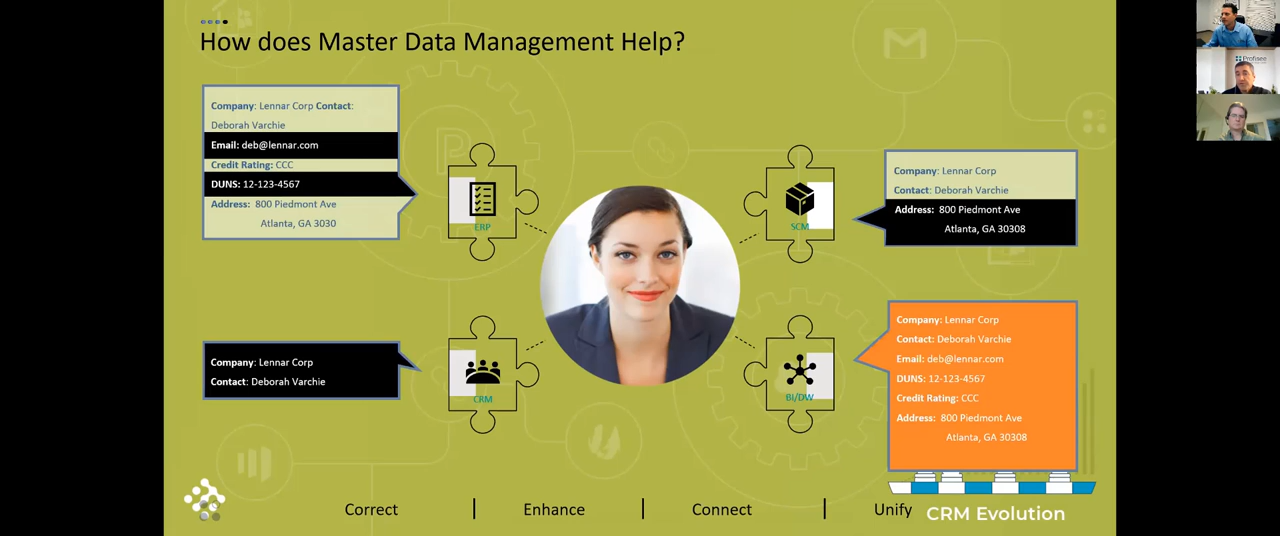 How does Master Data Management Help?
Company: Lennar Corp Contact:
Deborah Varchie
Email: deb@lennar.com
Credit Rating: CCC
DUNS: 12-123-4567
Address: 800 Piedmont Ave
Atlanta, GA 3030
ERP
SCM
Company: Lennar Corp
Contact: Deborah Varchie
Address: 800 Piedmont Ave
Atlanta, GA 30308
Company: Lennar Corp
Contact: Deborah Varchie
CRM
BI/DW
Company: Lennar Corp
Contact: Deborah Varchie
Email: deb@lennar.com
DUNS: 12-123-4567
Credit Rating: CCC
Address: 800 Piedmont Ave
Atlanta, GA 30308
Correct | Enhance | Connect | Unify
CRM Evolution
Profisee